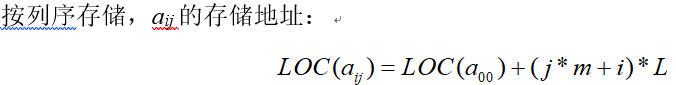 按列序存储，aij的存储地址：
LOC(aij) = LOC(a00) + (j * m + i) * L